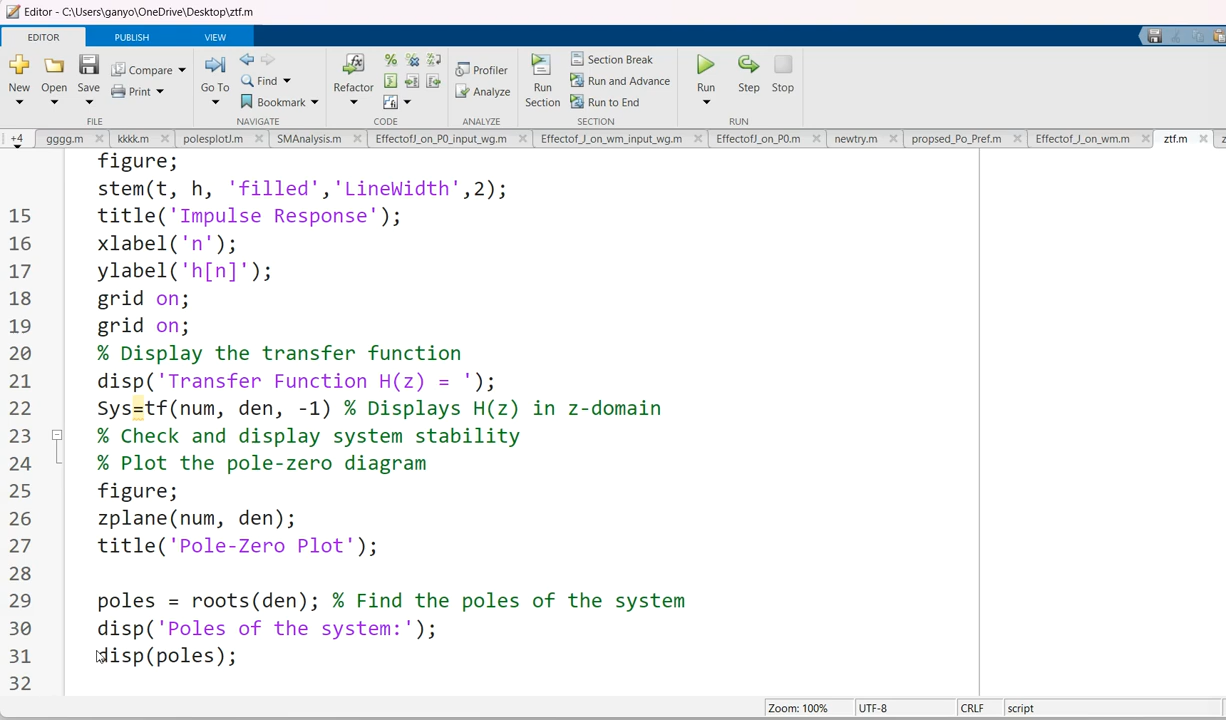 Editor - C:\Users\ganyo\OneDrive\Desktop\ztf.m
EDITOR PUBLISH VIEW
New Open Save Compare Print
FILE
Go To Find Bookmark
NAVIGATE
Refactor
CODE
Profiler
Analyze
ANALYZE
Run Section
Section Break
Run and Advance
Run to End
SECTION
Run Step Stop
RUN
+4 gggg.m kkkk.m polesplotJ.m SMAnalysis.m EffectofJ_on_P0_input_wg.m Effectof_J_on_wm_input_wg.m EffectofJ_on_P0.m newtry.m propsed_Po_Pref.m Effectof_J_on_wm.m ztf.m
figure;
stem(t, h, 'filled','LineWidth',2);
15 title('Impulse Response');
16 xlabel('n');
17 ylabel('h[n]');
18 grid on;
19 grid on;
20 % Display the transfer function
21 disp('Transfer Function H(z) = ');
22 Sys=tf(num, den, -1) % Displays H(z) in z-domain
23 % Check and display system stability
24 % Plot the pole-zero diagram
25 figure;
26 zplane(num, den);
27 title('Pole-Zero Plot');
28
29 poles = roots(den); % Find the poles of the system
30 disp('Poles of the system:');
31 disp(poles);
32
Zoom: 100% UTF-8 CRLF script